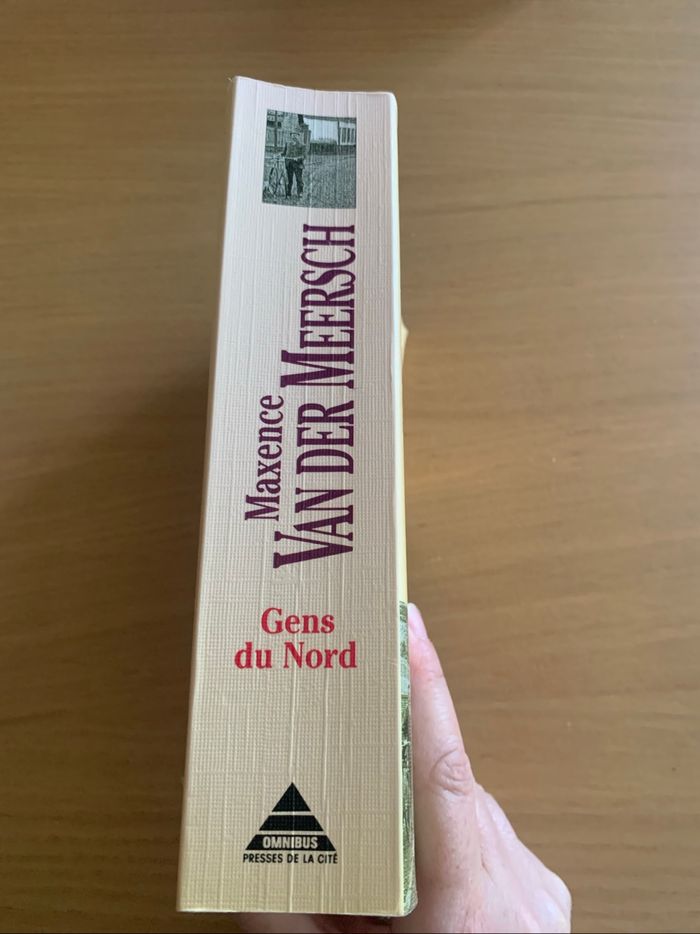 Maxence
VAN DER MEERSCH
Gens
du Nord
OMNIBUS
PRESSES DE LA CITÉ